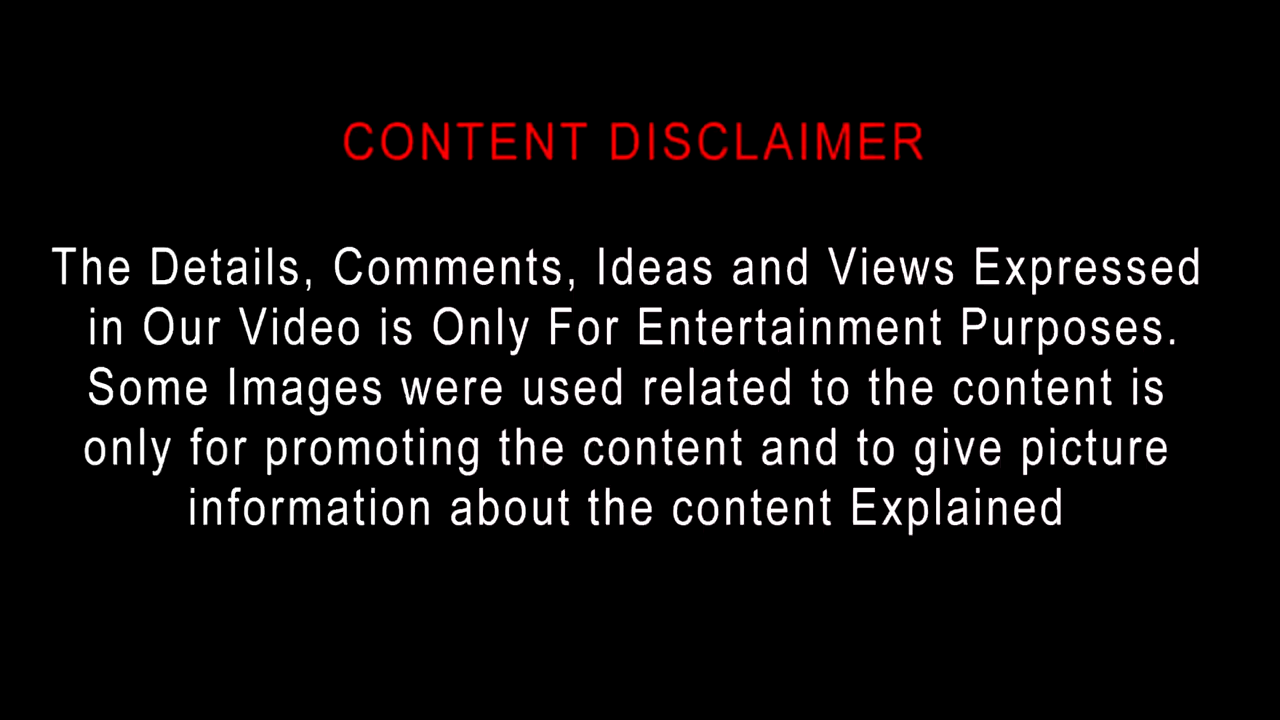 CONTENT DISCLAIMER
The Details, Comments, Ideas and Views Expressed
in Our Video is Only For Entertainment Purposes.
Some Images were used related to the content is
only for promoting the content and to give picture
information about the content Explained